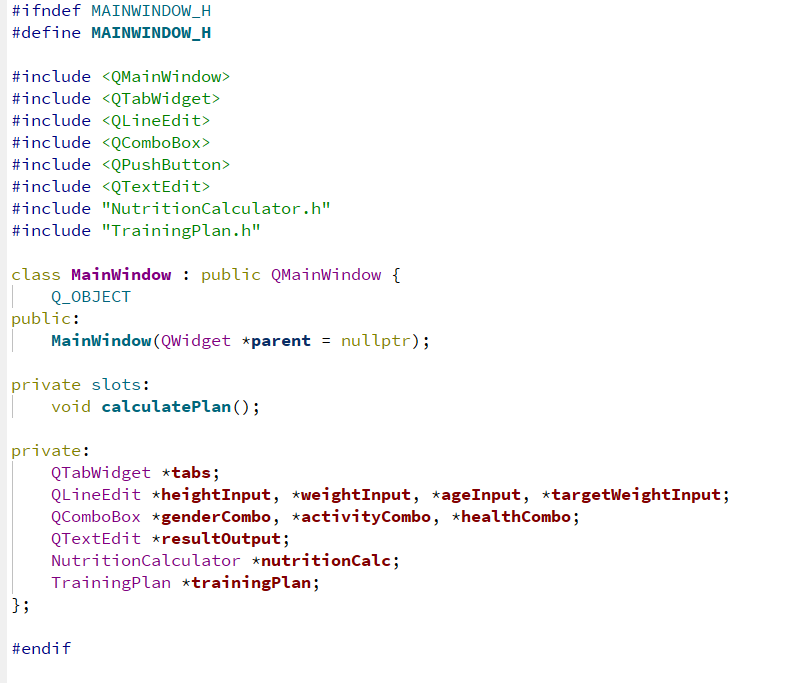 #ifndef MAINWINDOW_H
#define MAINWINDOW_H

#include <QMainWindow>
#include <QTabWidget>
#include <QLineEdit>
#include <QComboBox>
#include <QPushButton>
#include <QTextEdit>
#include "NutritionCalculator.h"
#include "TrainingPlan.h"

class MainWindow : public QMainWindow {
    Q_OBJECT
public:
    MainWindow(QWidget *parent = nullptr);

private slots:
    void calculatePlan();

private:
    QTabWidget *tabs;
    QLineEdit *heightInput, *weightInput, *ageInput, *targetWeightInput;
    QComboBox *genderCombo, *activityCombo, *healthCombo;
    QTextEdit *resultOutput;
    NutritionCalculator *nutritionCalc;
    TrainingPlan *trainingPlan;
};

#endif